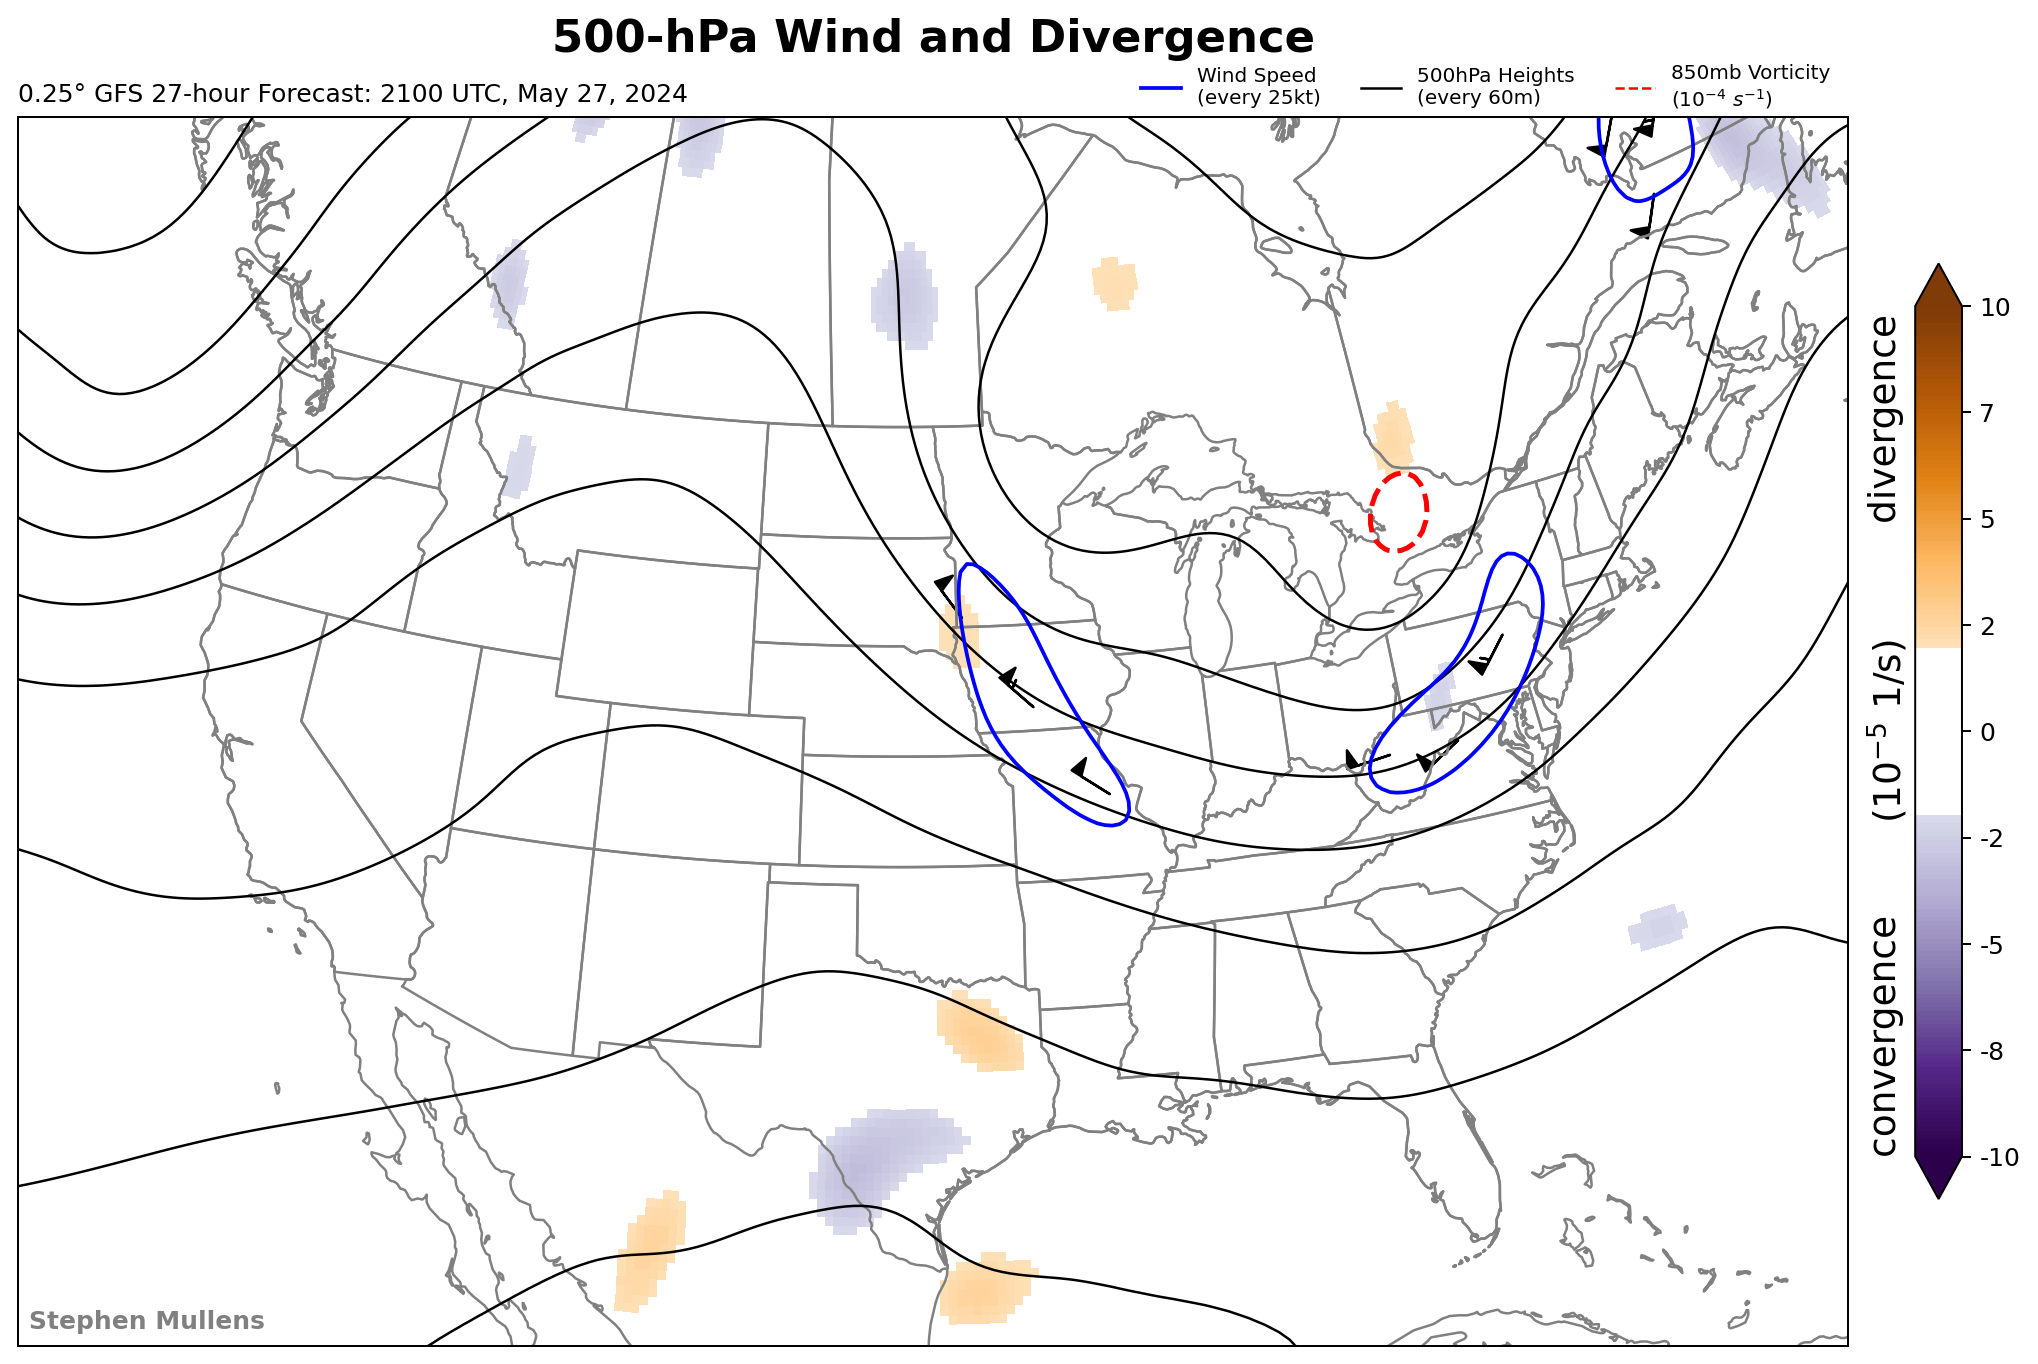 500-hPa Wind and Divergence
0.25° GFS 27-hour Forecast: 2100 UTC, May 27, 2024
Wind Speed
(every 25kt)
500hPa Heights
(every 60m)
850mb Vorticity
(10⁻⁴ s⁻¹)
10
7
5
2
0
-2
-5
-8
-10
convergence (10⁻⁵ 1/s) divergence
Stephen Mullens